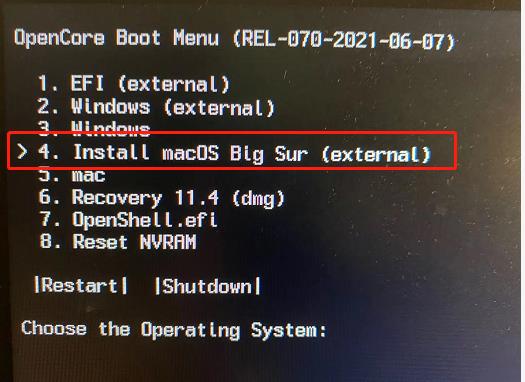 OpenCore Boot Menu (REL-070-2021-06-07)
1. EFI (external)
2. Windows (external)
3. Windows
> 4. Install macOS Big Sur (external)
5. mac
6. Recovery 11.4 (dmg)
7. OpenShell.efi
8. Reset NVRAM
|Restart| |Shutdown|
Choose the Operating System: